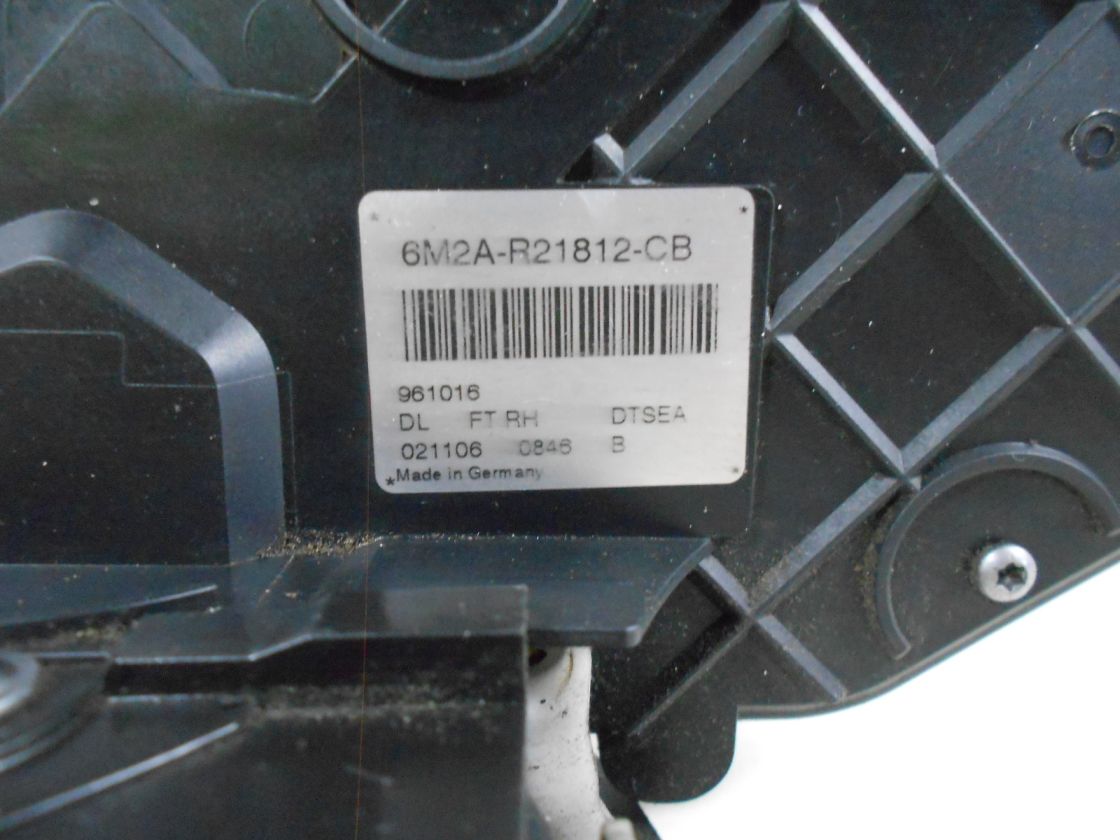 6M2A-R21812-CB
961016
DL FT RH DTSEA
021106 0846 B
Made in Germany